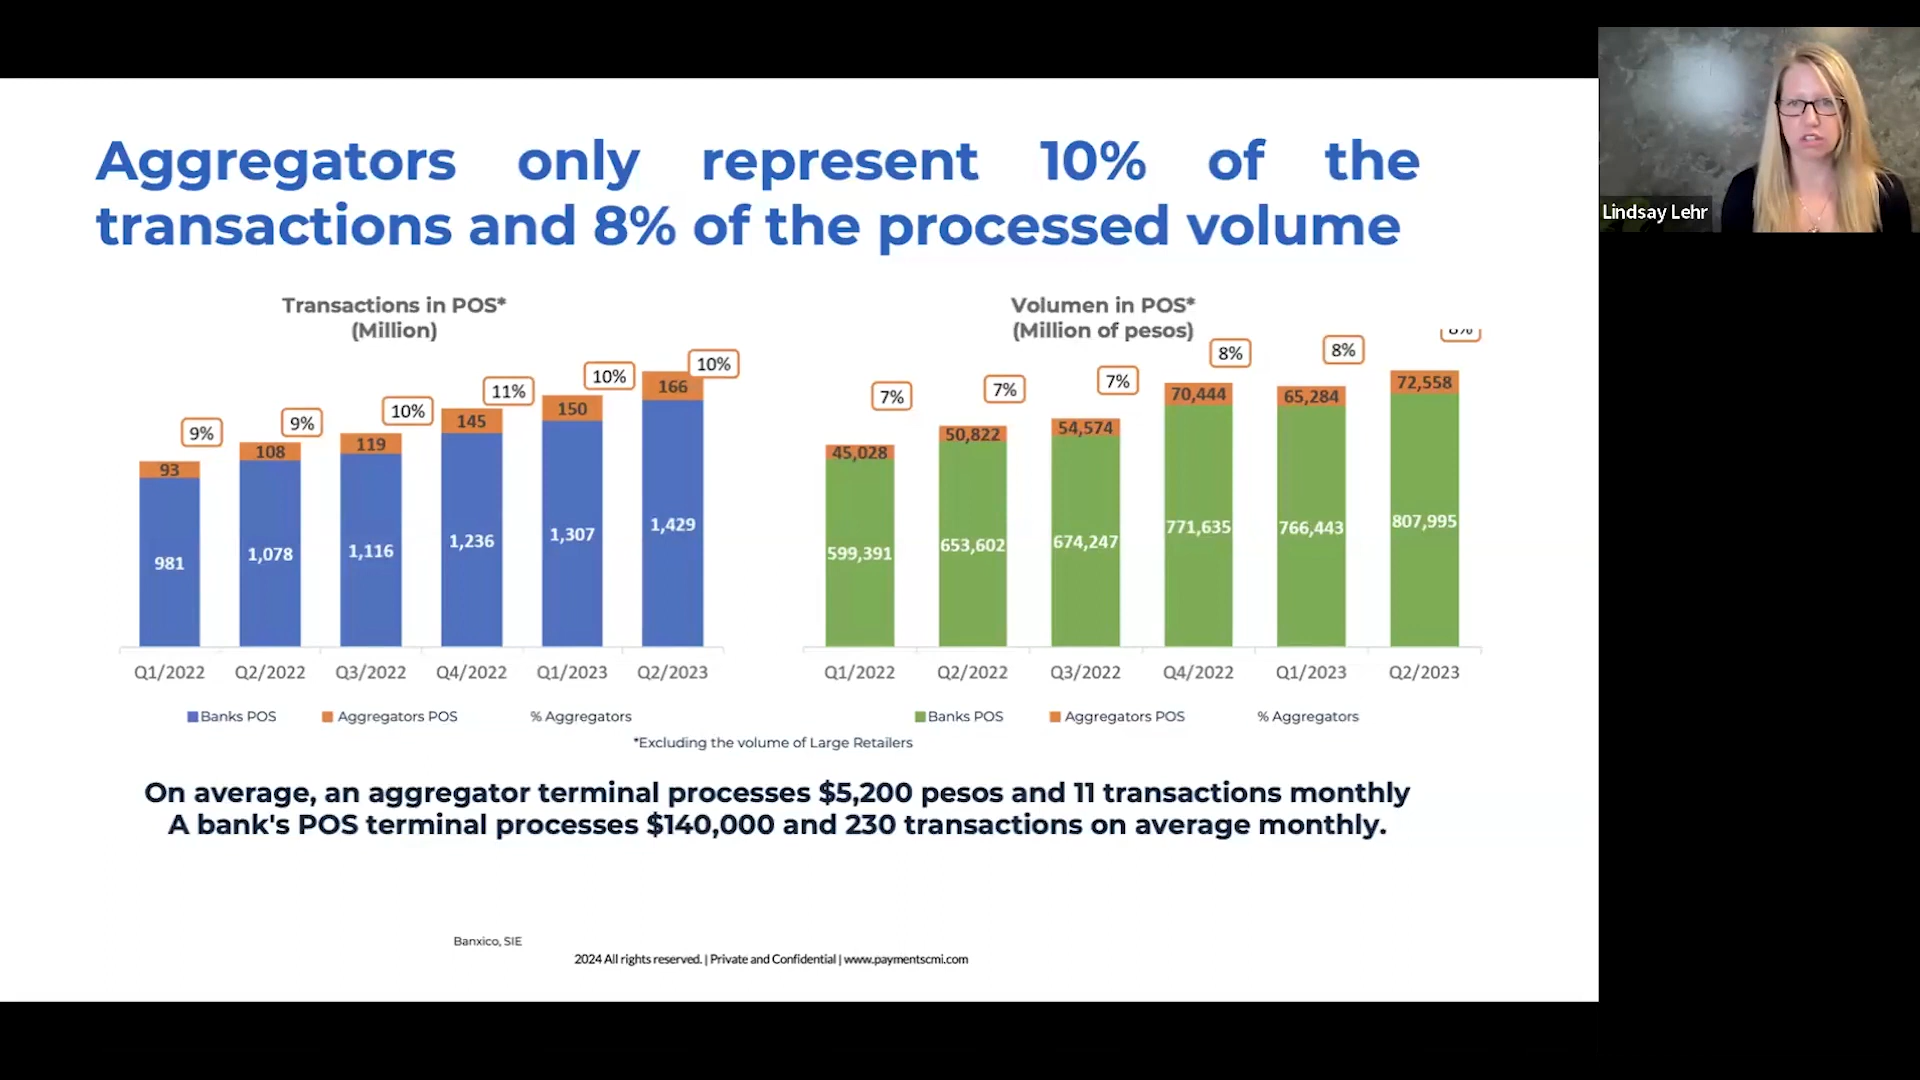 Aggregators only represent 10% of the
transactions and 8% of the processed volume
Transactions in POS*
(Million)
9%
9%
10%
11%
10%
10%
93
108
119
145
150
166
981
1,078
1,116
1,236
1,307
1,429
Q1/2022
Q2/2022
Q3/2022
Q4/2022
Q1/2023
Q2/2023
Banks POS
Aggregators POS
% Aggregators
Volumen in POS*
(Million of pesos)
7%
7%
7%
8%
8%
45,028
50,822
54,574
70,444
65,284
72,558
599,391
653,602
674,247
771,635
766,443
807,995
Q1/2022
Q2/2022
Q3/2022
Q4/2022
Q1/2023
Q2/2023
Banks POS
Aggregators POS
% Aggregators
*Excluding the volume of Large Retailers
On average, an aggregator terminal processes $5,200 pesos and 11 transactions monthly
A bank's POS terminal processes $140,000 and 230 transactions on average monthly.
Banxico, SIE
2024 All rights reserved. | Private and Confidential | www.paymentscmi.com
Lindsay Lehr